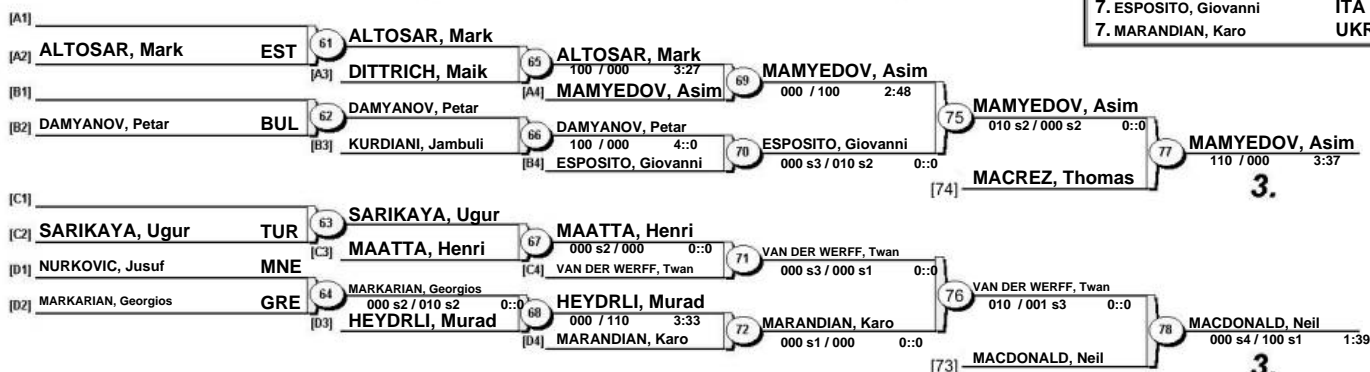 7. ESPOSITO, Giovanni ITA
7. MARANDIAN, Karo UKR
[A1]
[A2] ALTOSAR, Mark EST
61
ALTOSAR, Mark
[A3] DITTRICH, Maik
65
ALTOSAR, Mark
100 / 000 3:27
[A4] MAMYEDOV, Asim
69
MAMYEDOV, Asim
000 / 100 2:48
[B1]
[B2] DAMYANOV, Petar BUL
62
DAMYANOV, Petar
[B3] KURDIANI, Jambuli
66
DAMYANOV, Petar
100 / 000 4::0
[B4] ESPOSITO, Giovanni
70
ESPOSITO, Giovanni
000 s3 / 010 s2 0::0
75
MAMYEDOV, Asim
010 s2 / 000 s2 0::0
[74] MACREZ, Thomas
77
MAMYEDOV, Asim
110 / 000 3:37
3.
[C1]
[C2] SARIKAYA, Ugur TUR
63
SARIKAYA, Ugur
[C3] MAATTA, Henri
67
MAATTA, Henri
000 s2 / 000 0::0
[C4] VAN DER WERFF, Twan
71
VAN DER WERFF, Twan
000 s3 / 000 s1 0::0
[D1] NURKOVIC, Jusuf MNE
[D2] MARKARIAN, Georgios GRE
64
MARKARIAN, Georgios
000 s2 / 010 s2 0::0
[D3] HEYDRLI, Murad
68
HEYDRLI, Murad
000 / 110 3:33
[D4] MARANDIAN, Karo
72
MARANDIAN, Karo
000 s1 / 000 0::0
76
VAN DER WERFF, Twan
010 / 001 s3 0::0
[73] MACDONALD, Neil
78
MACDONALD, Neil
000 s4 / 100 s1 1:39
3.